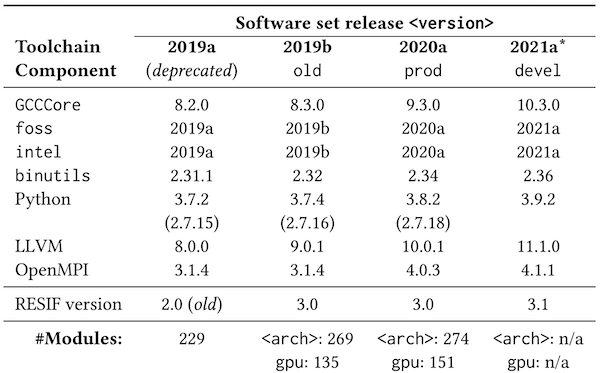 Software set release <version>
Toolchain 2019a 2019b 2020a 2021a*
Component (deprecated) old prod devel
GCCCore 8.2.0 8.3.0 9.3.0 10.3.0
foss 2019a 2019b 2020a 2021a
intel 2019a 2019b 2020a 2021a
binutils 2.31.1 2.32 2.34 2.36
Python 3.7.2 3.7.4 3.8.2 3.9.2
(2.7.15) (2.7.16) (2.7.18)
LLVM 8.0.0 9.0.1 10.0.1 11.1.0
OpenMPI 3.1.4 3.1.4 4.0.3 4.1.1
RESIF version 2.0 (old) 3.0 3.0 3.1
#Modules: 229 <arch>: 269 <arch>: 274 <arch>: n/a
gpu: 135 gpu: 151 gpu: n/a